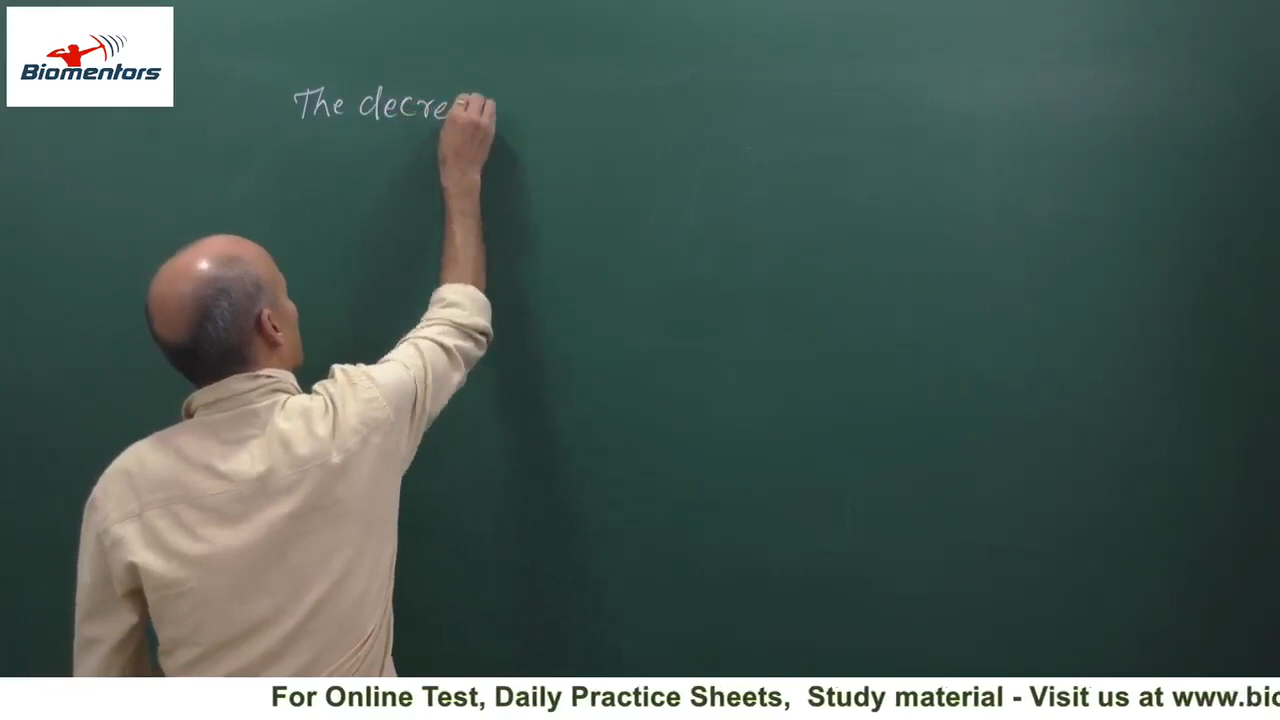 Biomentors
The decre
For Online Test, Daily Practice Sheets, Study material - Visit us at www.bio